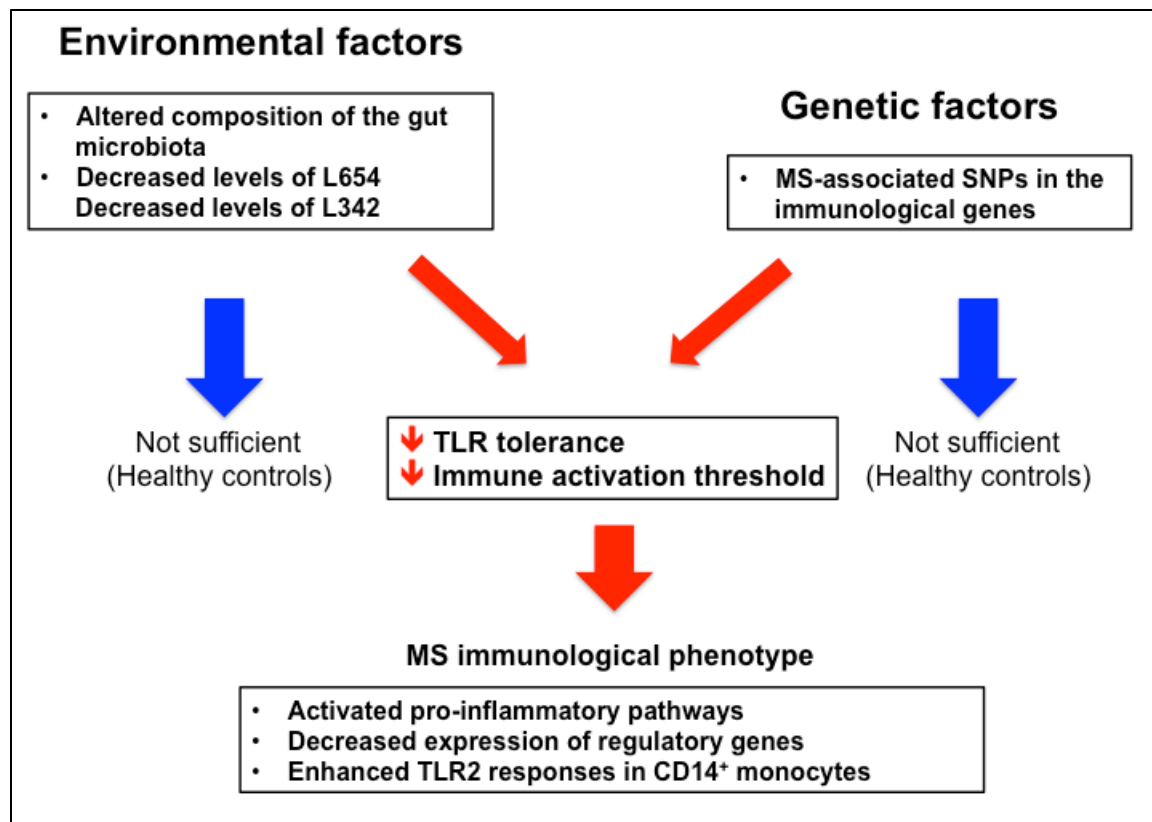 Environmental factors
• Altered composition of the gut
microbiota
• Decreased levels of L654
Decreased levels of L342
Genetic factors
• MS-associated SNPs in the
immunological genes
Not sufficient
(Healthy controls)
↓ TLR tolerance
↓ Immune activation threshold
Not sufficient
(Healthy controls)
MS immunological phenotype
• Activated pro-inflammatory pathways
• Decreased expression of regulatory genes
• Enhanced TLR2 responses in CD14⁺ monocytes